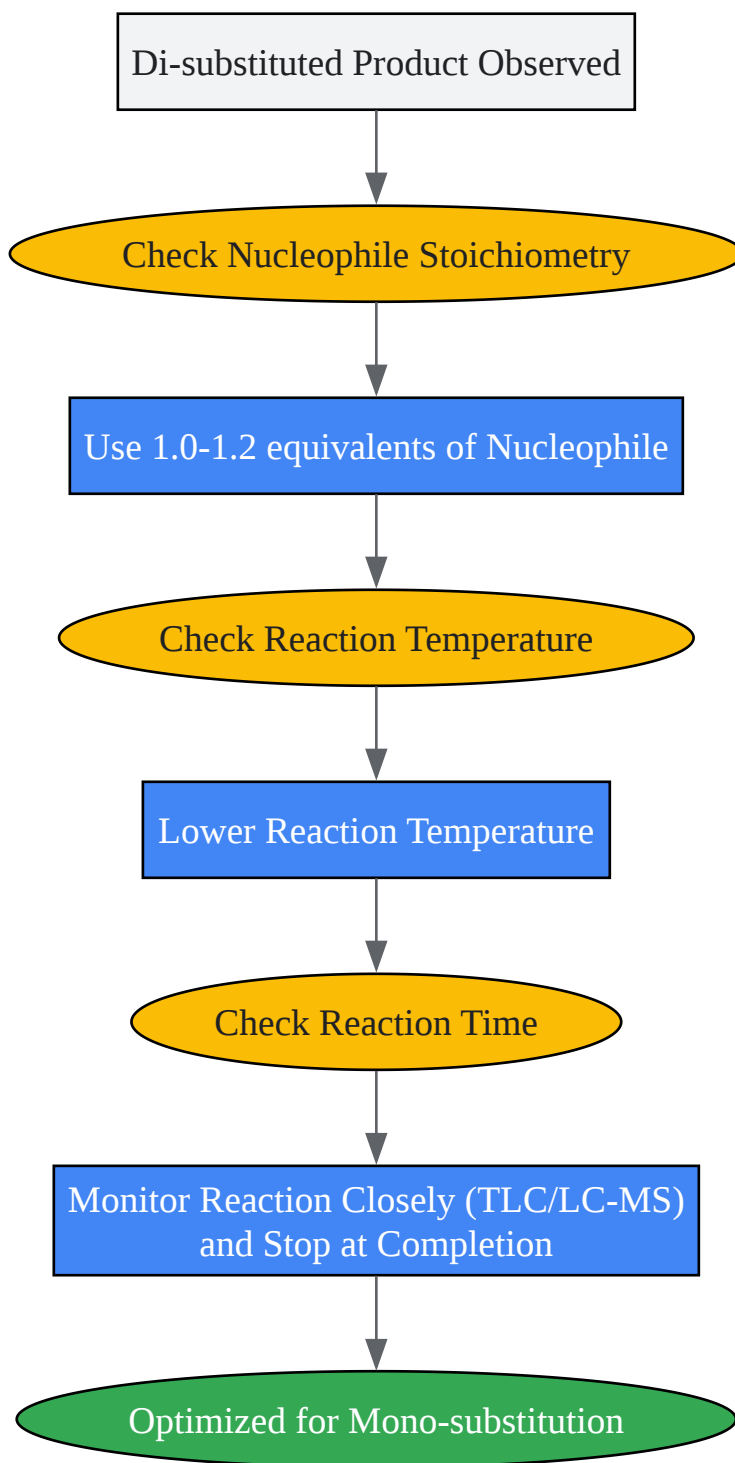 Di-substituted Product Observed
Check Nucleophile Stoichiometry
Use 1.0-1.2 equivalents of Nucleophile
Check Reaction Temperature
Lower Reaction Temperature
Check Reaction Time
Monitor Reaction Closely (TLC/LC-MS)
and Stop at Completion
Optimized for Mono-substitution